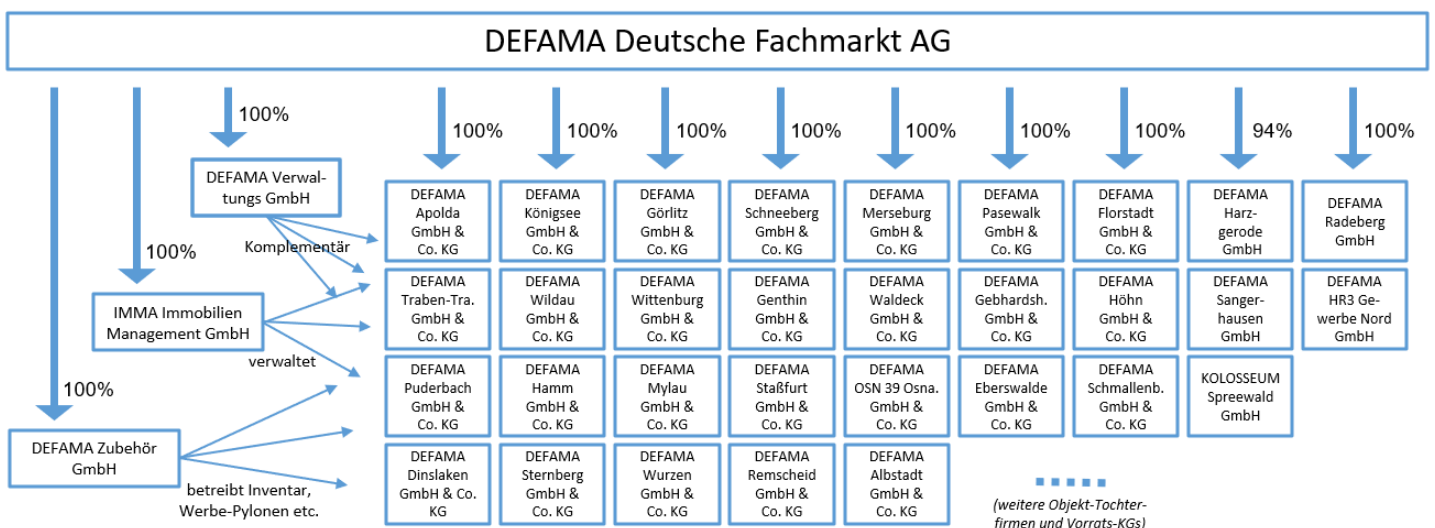 DEFAMA Deutsche Fachmarkt AG
100%
100%
100%
100%
100%
100%
100%
100%
94%
100%
DEFAMA Verwal-
tungs GmbH
Komplementär
100%
IMMA Immobilien
Management GmbH
verwaltet
100%
DEFAMA Zubehör
GmbH
betreibt Inventar,
Werbe-Pylonen etc.
DEFAMA
Apolda
GmbH &
Co. KG
DEFAMA
Königsee
GmbH &
Co. KG
DEFAMA
Görlitz
GmbH &
Co. KG
DEFAMA
Schneeberg
GmbH &
Co. KG
DEFAMA
Merseburg
GmbH &
Co. KG
DEFAMA
Pasewalk
GmbH &
Co. KG
DEFAMA
Florstadt
GmbH &
Co. KG
DEFAMA
Harz-
gerode
GmbH
DEFAMA
Radeberg
GmbH
DEFAMA
Traben-Tra.
GmbH &
Co. KG
DEFAMA
Wildau
GmbH &
Co. KG
DEFAMA
Wittenburg
GmbH &
Co. KG
DEFAMA
Genthin
GmbH &
Co. KG
DEFAMA
Waldeck
GmbH &
Co. KG
DEFAMA
Gebhardsh.
GmbH &
Co. KG
DEFAMA
Höhn
GmbH &
Co. KG
DEFAMA
Sanger-
hausen
GmbH
DEFAMA
HR3 Ge-
werbe Nord
GmbH
DEFAMA
Puderbach
GmbH &
Co. KG
DEFAMA
Hamm
GmbH &
Co. KG
DEFAMA
Mylau
GmbH &
Co. KG
DEFAMA
Staßfurt
GmbH &
Co. KG
DEFAMA
OSN 39 Osna.
GmbH &
Co. KG
DEFAMA
Eberswalde
GmbH &
Co. KG
DEFAMA
Schmallenb.
GmbH &
Co. KG
KOLOSSEUM
Spreewald
GmbH
DEFAMA
Dinslaken
GmbH & Co.
KG
DEFAMA
Sternberg
GmbH &
Co. KG
DEFAMA
Wurzen
GmbH &
Co. KG
DEFAMA
Remscheid
GmbH &
Co. KG
DEFAMA
Albstadt
GmbH &
Co. KG
(weitere Objekt-Tochter-
firmen und Vorrats-KGs)